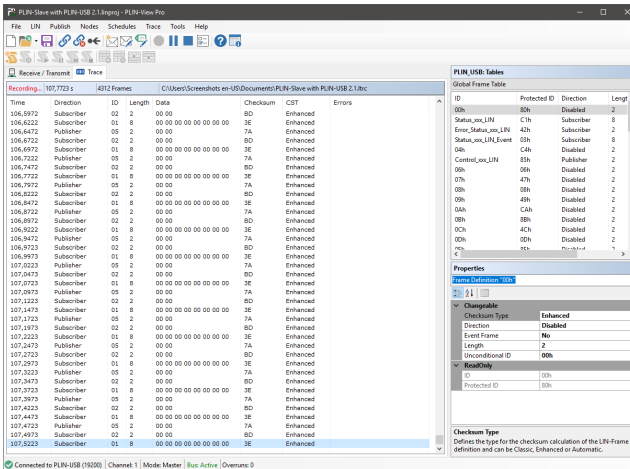 PLIN-Slave with PLIN-USB 2.1.linproj - PLIN-View Pro
File LIN Publish Nodes Schedules Trace Tools Help
Receive / Transmit Trace
Recording... 107,7723 s 4312 Frames C:\Users\Screenshots en-US\Documents\PLIN-Slave with PLIN-USB 2.1.ltrc
Time Direction ID Length Data Checksum CST Errors
106,5972 Subscriber 02 2 00 00 BD Enhanced
106,6222 Subscriber 01 8 00 00 00 00 00 00 00 00 3E Enhanced
106,6472 Publisher 05 2 00 00 7A Enhanced
106,6722 Subscriber 02 2 00 00 BD Enhanced
106,6972 Subscriber 01 8 00 00 00 00 00 00 00 00 3E Enhanced
106,7222 Publisher 05 2 00 00 7A Enhanced
106,7472 Subscriber 02 2 00 00 BD Enhanced
106,7722 Subscriber 01 8 00 00 00 00 00 00 00 00 3E Enhanced
106,7972 Publisher 05 2 00 00 7A Enhanced
106,8222 Subscriber 02 2 00 00 BD Enhanced
106,8472 Subscriber 01 8 00 00 00 00 00 00 00 00 3E Enhanced
106,8722 Publisher 05 2 00 00 7A Enhanced
106,8972 Subscriber 02 2 00 00 BD Enhanced
106,9222 Subscriber 01 8 00 00 00 00 00 00 00 00 3E Enhanced
106,9472 Publisher 05 2 00 00 7A Enhanced
106,9723 Subscriber 02 2 00 00 BD Enhanced
106,9973 Subscriber 01 8 00 00 00 00 00 00 00 00 3E Enhanced
107,0223 Publisher 05 2 00 00 7A Enhanced
107,0473 Subscriber 02 2 00 00 BD Enhanced
107,0723 Subscriber 01 8 00 00 00 00 00 00 00 00 3E Enhanced
107,0973 Publisher 05 2 00 00 7A Enhanced
107,1223 Subscriber 02 2 00 00 BD Enhanced
107,1473 Subscriber 01 8 00 00 00 00 00 00 00 00 3E Enhanced
107,1723 Publisher 05 2 00 00 7A Enhanced
107,1973 Subscriber 02 2 00 00 BD Enhanced
107,2223 Subscriber 01 8 00 00 00 00 00 00 00 00 3E Enhanced
107,2473 Publisher 05 2 00 00 7A Enhanced
107,2723 Subscriber 02 2 00 00 BD Enhanced
107,2973 Subscriber 01 8 00 00 00 00 00 00 00 00 3E Enhanced
107,3223 Publisher 05 2 00 00 7A Enhanced
107,3473 Subscriber 02 2 00 00 BD Enhanced
107,3723 Subscriber 01 8 00 00 00 00 00 00 00 00 3E Enhanced
107,3973 Publisher 05 2 00 00 7A Enhanced
107,4223 Subscriber 02 2 00 00 BD Enhanced
107,4473 Subscriber 01 8 00 00 00 00 00 00 00 00 3E Enhanced
107,4723 Publisher 05 2 00 00 7A Enhanced
107,4973 Subscriber 02 2 00 00 BD Enhanced
107,5223 Subscriber 01 8 00 00 00 00 00 00 00 00 3E Enhanced
PLIN_USB: Tables
Global Frame Table
ID Protected ID Direction Lengt
00h 80h Disabled 2
Status_xxx_LIN C1h Subscriber 8
Error_Status_xxx_LIN 42h Subscriber 2
Status_xxx_LIN_Event 03h Subscriber 8
04h C4h Disabled 2
Control_xxx_LIN 85h Publisher 2
06h 06h Disabled 2
07h 47h Disabled 2
08h 08h Disabled 2
09h 49h Disabled 2
0Ah CAh Disabled 2
0Bh 8Bh Disabled 2
0Ch 4Ch Disabled 2
0Dh 0Dh Disabled 2
Properties
Frame Definition "00h"
Changeable
Checksum Type Enhanced
Direction Disabled
Event Frame No
Length 2
Unconditional ID 00h
ReadOnly
ID 00h
Protected ID 80h
Checksum Type
Defines the type for the checksum calculation of the LIN-Frame
definition and can be Classic, Enhanced or Automatic.
Connected to PLIN-USB (19200) Channel: 1 Mode: Master Bus: Active Overruns: 0